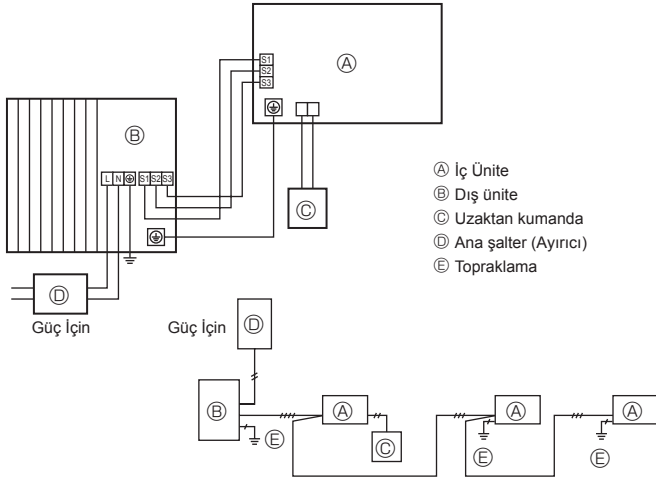 S1
S2
S3
Ⓐ
Ⓑ
L N S1 S2 S3
Ⓒ
Ⓓ
Güç İçin
Ⓐ İç Ünite
Ⓑ Dış ünite
Ⓒ Uzaktan kumanda
Ⓓ Ana şalter (Ayırıcı)
Ⓔ Topraklama
Güç İçin Ⓓ
Ⓑ Ⓐ Ⓐ Ⓐ
Ⓔ Ⓒ Ⓔ Ⓔ